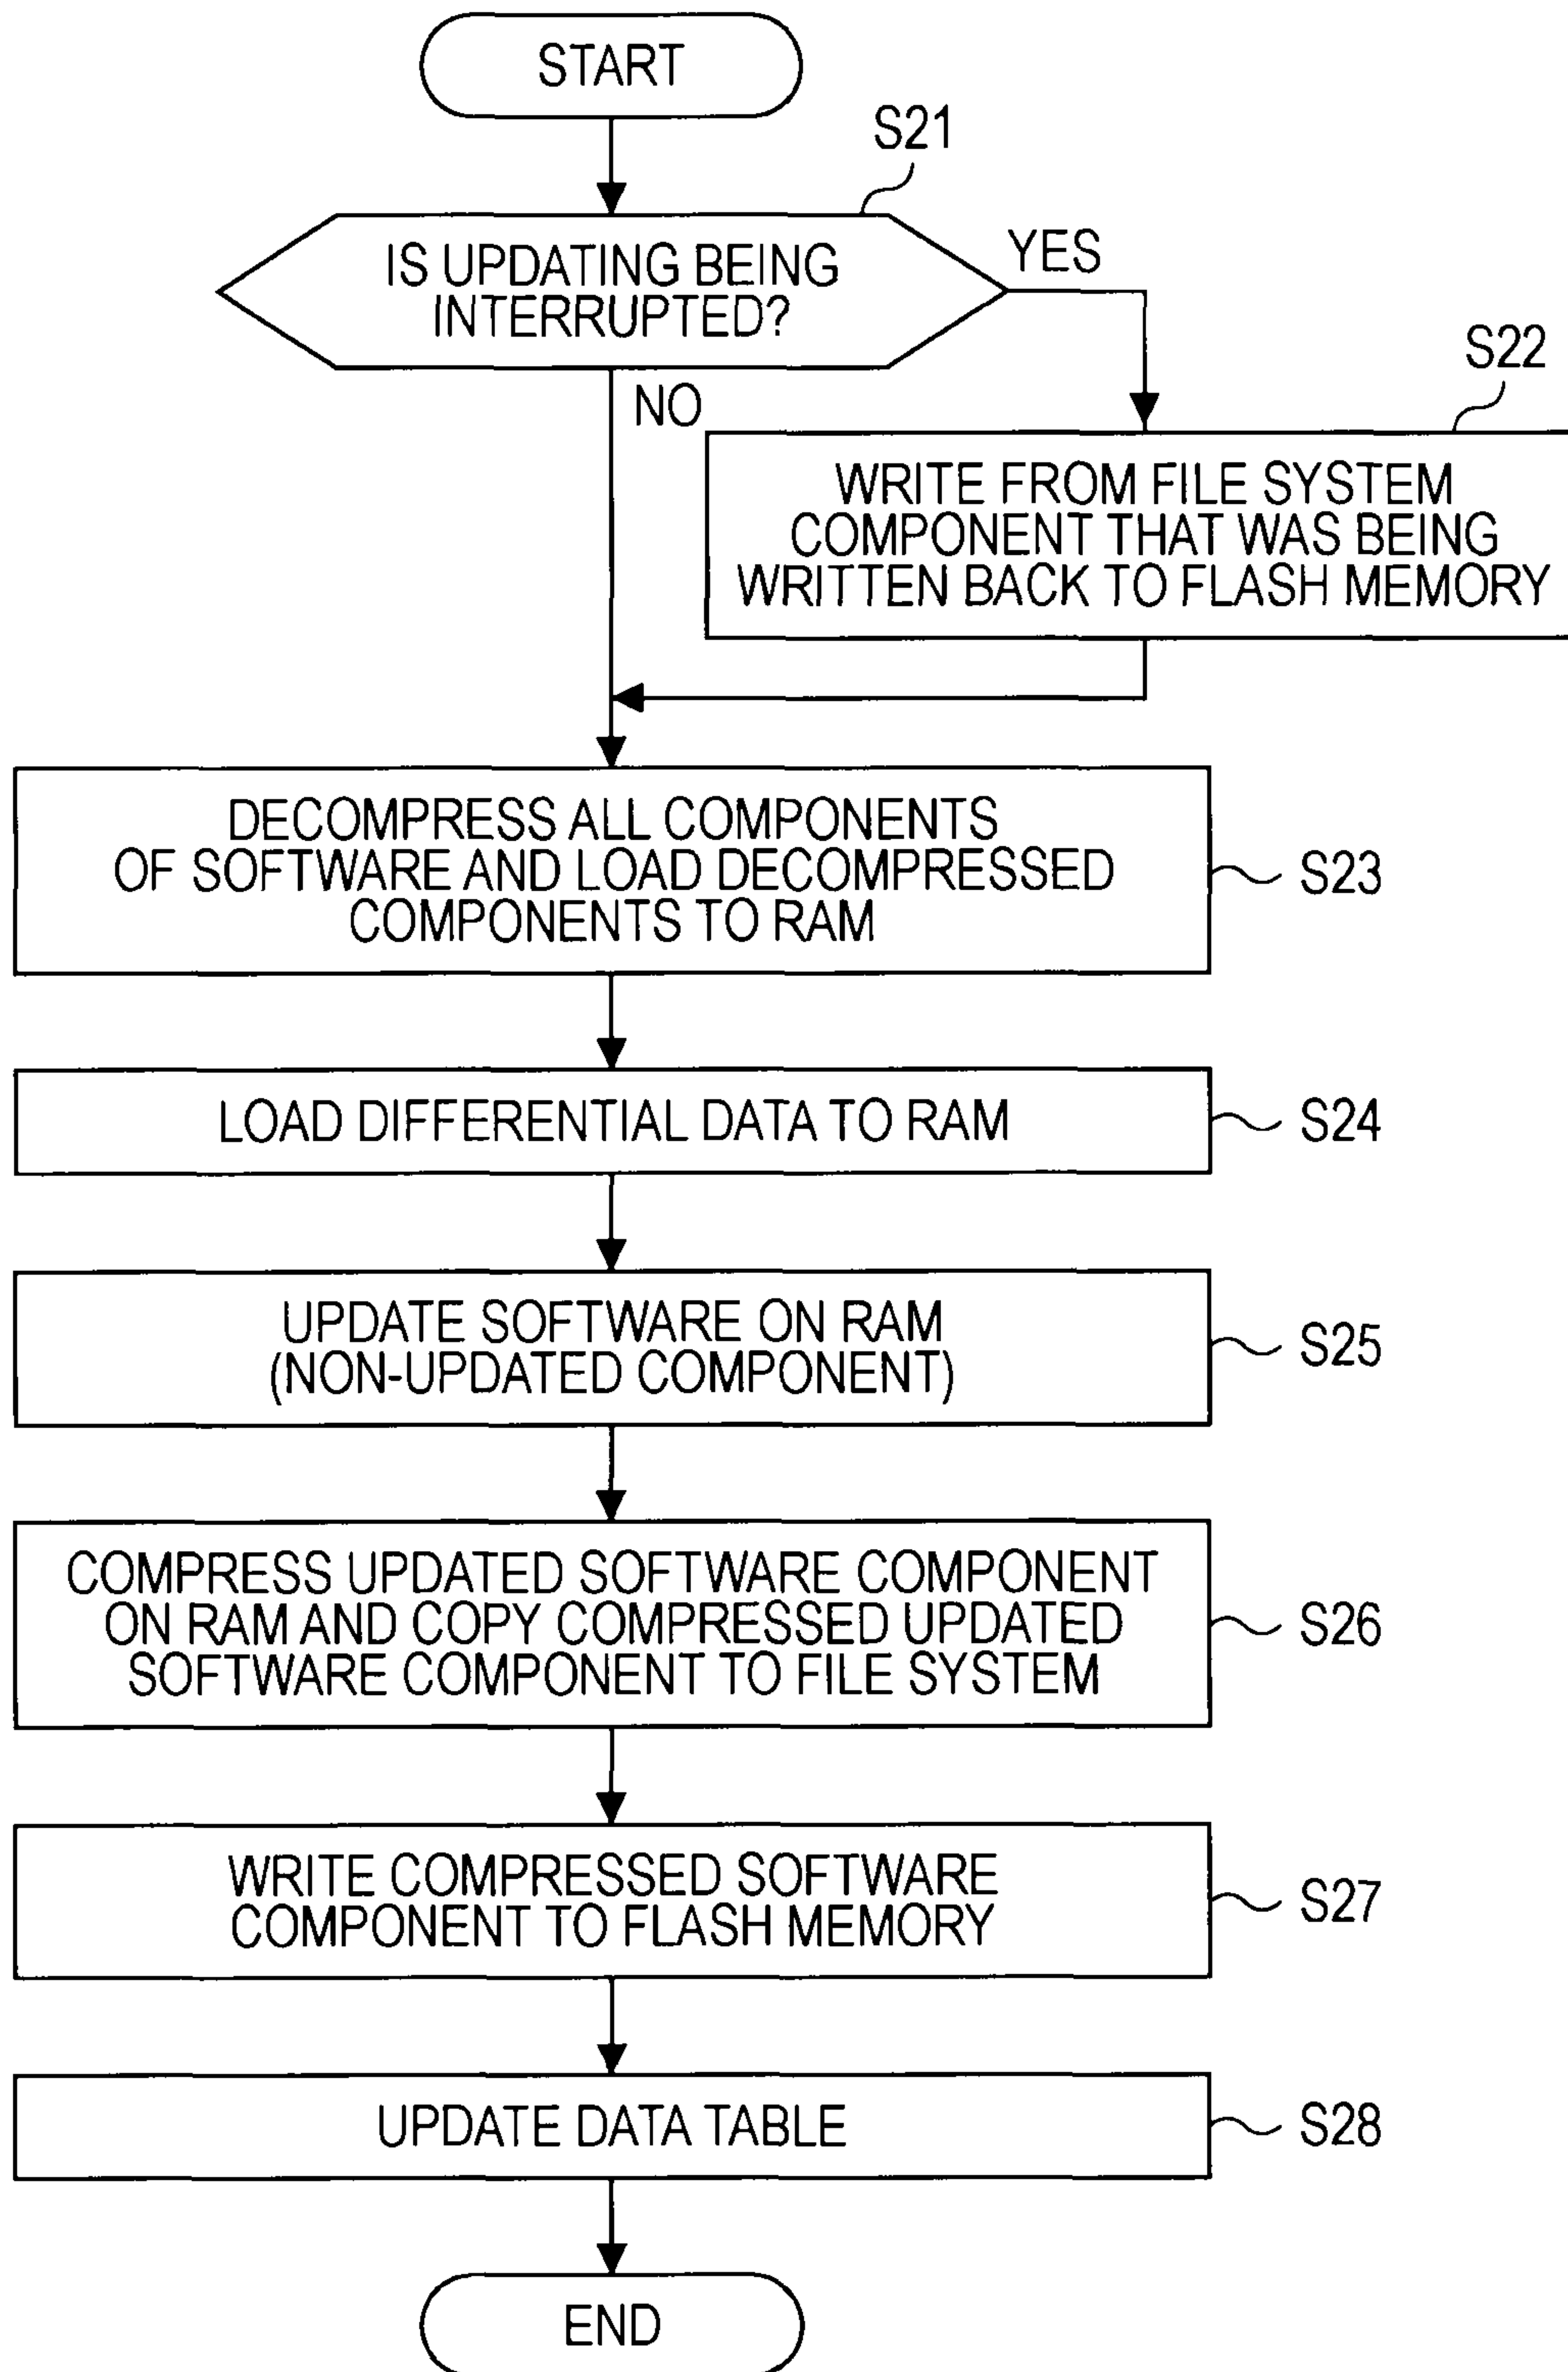 START
S21
IS UPDATING BEING
INTERRUPTED?
YES
NO
S22
WRITE FROM FILE SYSTEM
COMPONENT THAT WAS BEING
WRITTEN BACK TO FLASH MEMORY
DECOMPRESS ALL COMPONENTS
OF SOFTWARE AND LOAD DECOMPRESSED
COMPONENTS TO RAM
S23
LOAD DIFFERENTIAL DATA TO RAM
S24
UPDATE SOFTWARE ON RAM
(NON-UPDATED COMPONENT)
S25
COMPRESS UPDATED SOFTWARE COMPONENT
ON RAM AND COPY COMPRESSED UPDATED
SOFTWARE COMPONENT TO FILE SYSTEM
S26
WRITE COMPRESSED SOFTWARE
COMPONENT TO FLASH MEMORY
S27
UPDATE DATA TABLE
S28
END